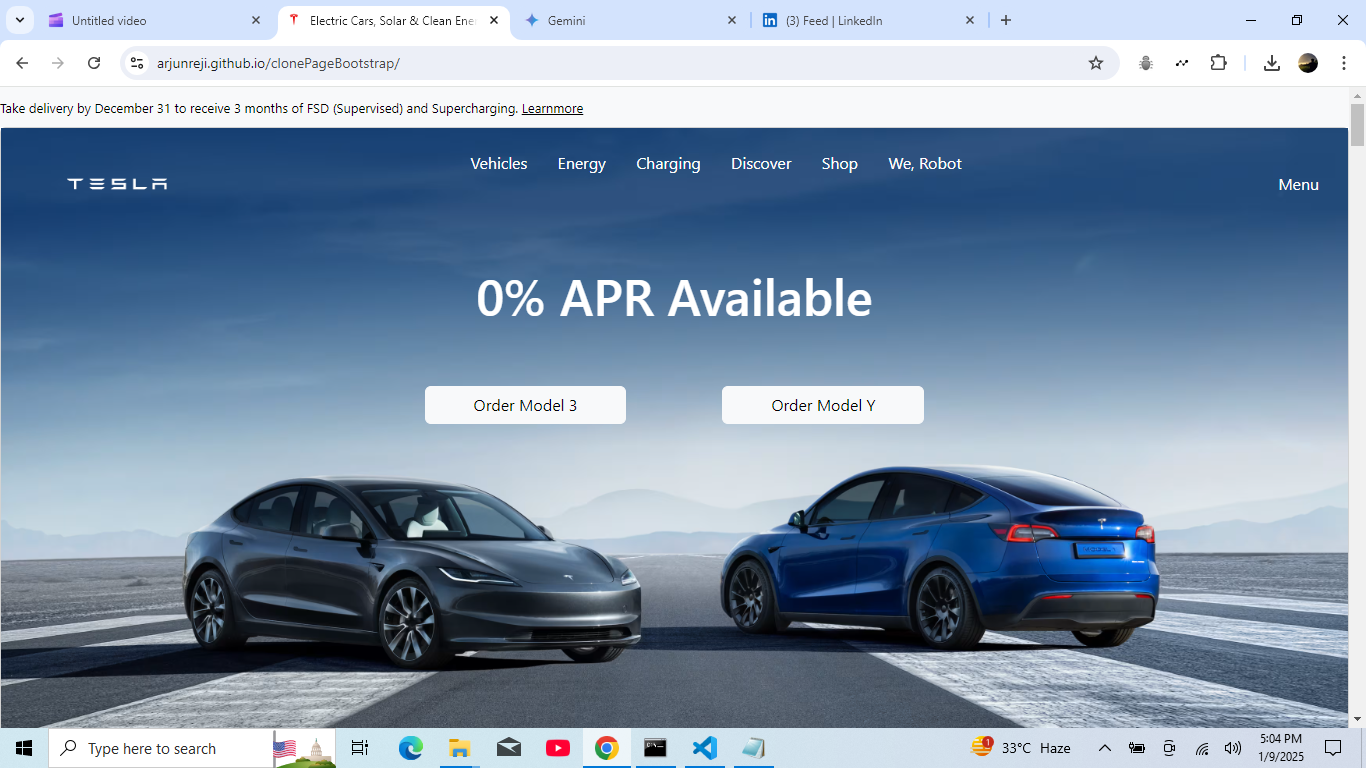 Untitled video
Electric Cars, Solar & Clean Ene
Gemini
(3) Feed | LinkedIn
arjunreji.github.io/clonePageBootstrap/
Take delivery by December 31 to receive 3 months of FSD (Supervised) and Supercharging. Learnmore
TESLA
Vehicles Energy Charging Discover Shop We, Robot
Menu
0% APR Available
Order Model 3 Order Model Y
MODEL Y
Type here to search
1
33°C Haze
5:04 PM
1/9/2025